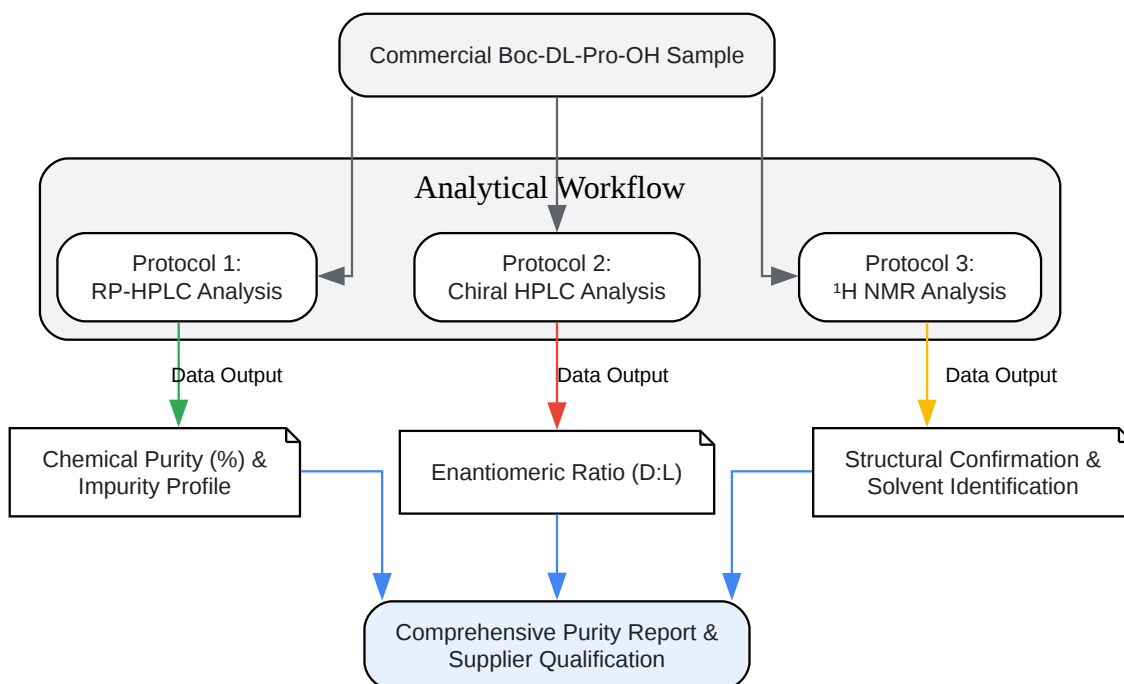 Commercial Boc-DL-Pro-OH Sample
Analytical Workflow
Protocol 1:
RP-HPLC Analysis
Protocol 2:
Chiral HPLC Analysis
Protocol 3:
¹H NMR Analysis
Data Output
Data Output
Data Output
Chemical Purity (%) &
Impurity Profile
Enantiomeric Ratio (D:L)
Structural Confirmation &
Solvent Identification
Comprehensive Purity Report &
Supplier Qualification